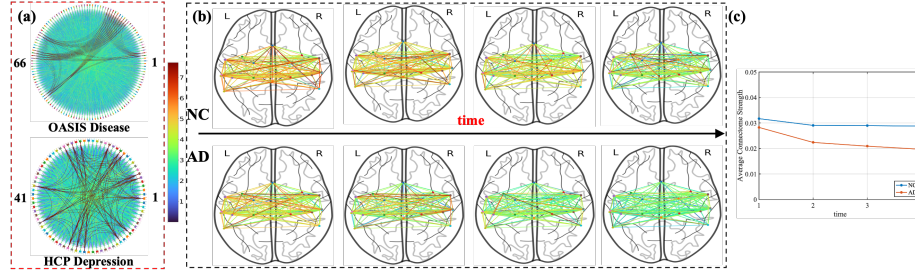 (a)
66
1
OASIS Disease
41
1
HCP Depression
7
6
5
4
3
2
1
(b)
L R L R L R L R
NC
time
AD
L R L R L R L R
(c)
Average Connectome Strength
0.05
0.04
0.03
0.02
0.01
0
1 2 3
time
NC
AD